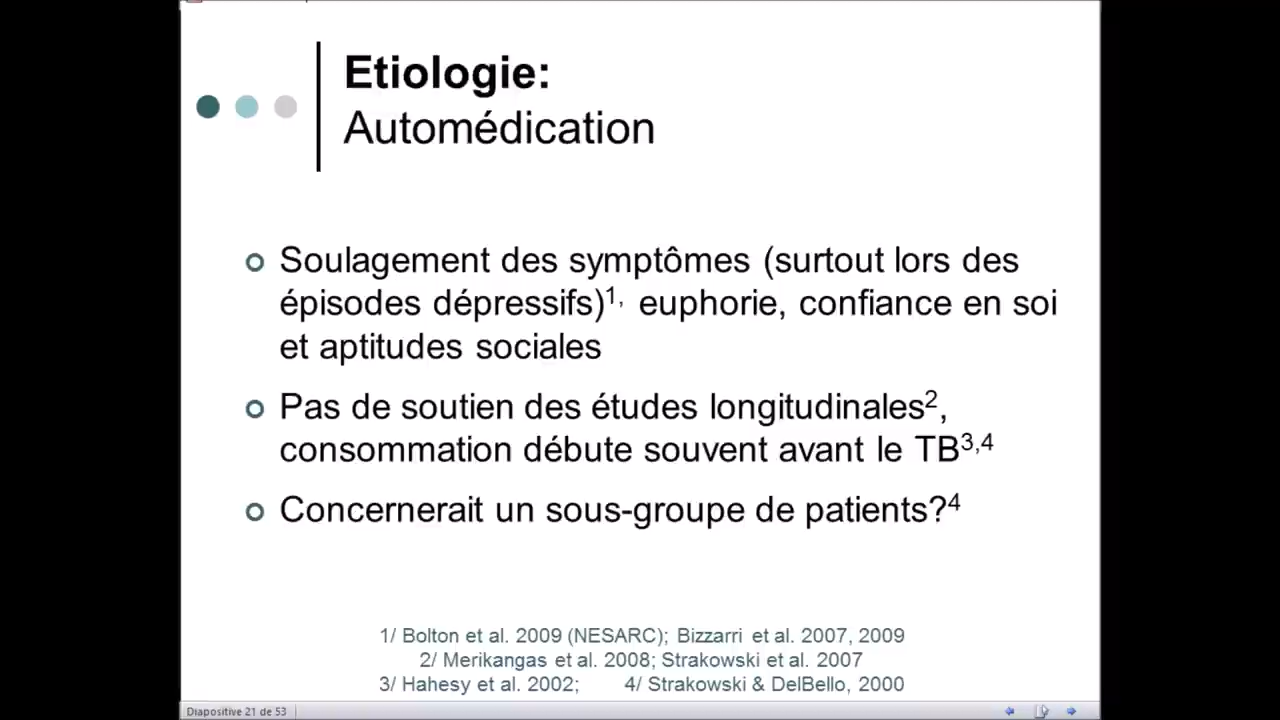 Etiologie:
Automédication
Soulagement des symptômes (surtout lors des
épisodes dépressifs)1, euphorie, confiance en soi
et aptitudes sociales
Pas de soutien des études longitudinales2,
consommation débute souvent avant le TB3,4
Concernerait un sous-groupe de patients?4
1/ Bolton et al. 2009 (NESARC); Bizzarri et al. 2007, 2009
2/ Merikangas et al. 2008; Strakowski et al. 2007
3/ Hahesy et al. 2002; 4/ Strakowski & DelBello, 2000
Diapositive 21 de 53